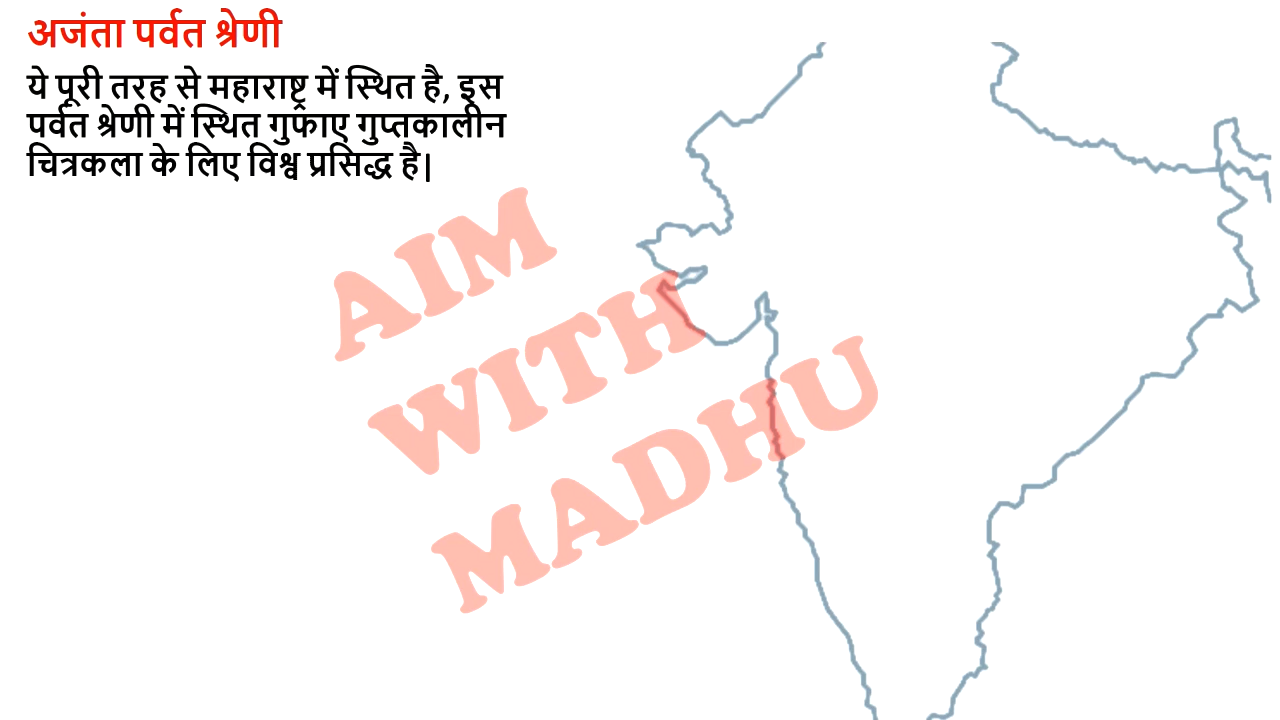 अजंता पर्वत श्रेणी
ये पूरी तरह से महाराष्ट्र में स्थित है, इस
पर्वत श्रेणी में स्थित गुफाए गुप्तकालीन
चित्रकला के लिए विश्व प्रसिद्ध है|
AIM
WITH
MADHU